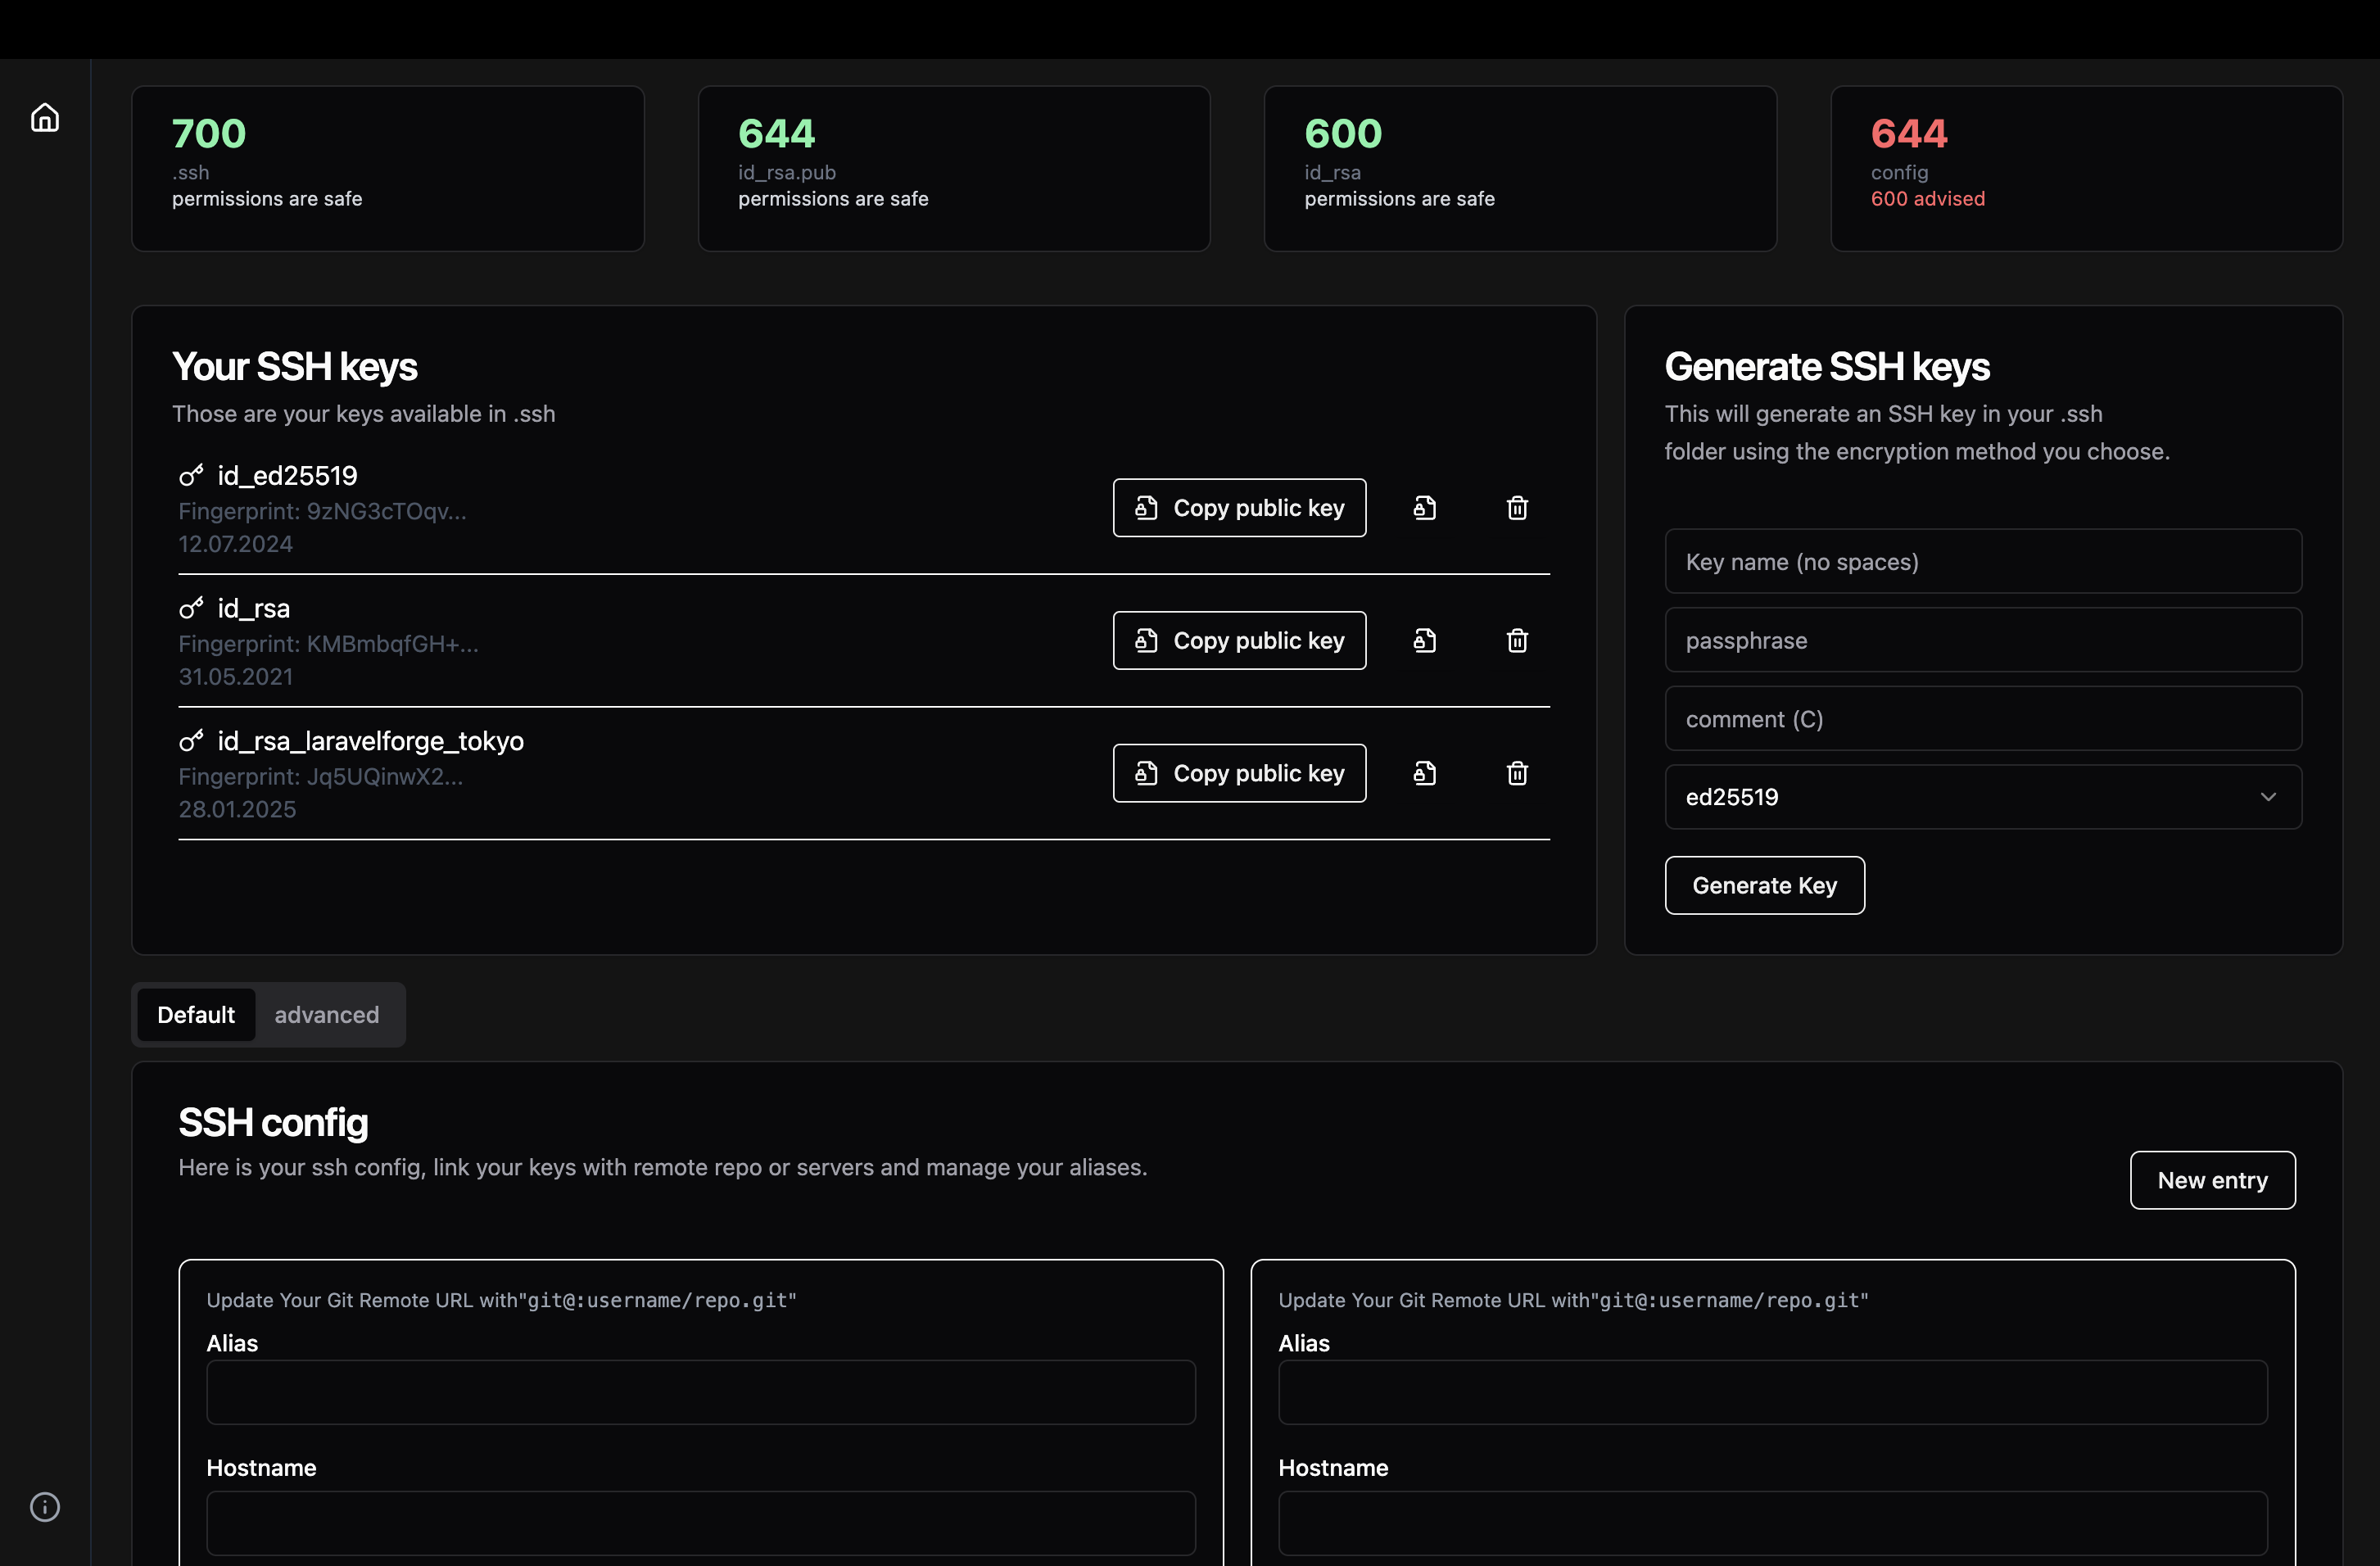 700
.ssh
permissions are safe
644
id_rsa.pub
permissions are safe
600
id_rsa
permissions are safe
644
config
600 advised
Your SSH keys
Those are your keys available in .ssh
id_ed25519
Fingerprint: 9zNG3cTOqv...
12.07.2024
Copy public key
id_rsa
Fingerprint: KMBmbqfGH+...
31.05.2021
Copy public key
id_rsa_laravelforge_tokyo
Fingerprint: Jq5UQinwX2...
28.01.2025
Copy public key
Generate SSH keys
This will generate an SSH key in your .ssh
folder using the encryption method you choose.
Key name (no spaces)
passphrase
comment (C)
ed25519
Generate Key
Default
advanced
SSH config
Here is your ssh config, link your keys with remote repo or servers and manage your aliases.
New entry
Update Your Git Remote URL with"git@:username/repo.git"
Alias
Hostname
Update Your Git Remote URL with"git@:username/repo.git"
Alias
Hostname